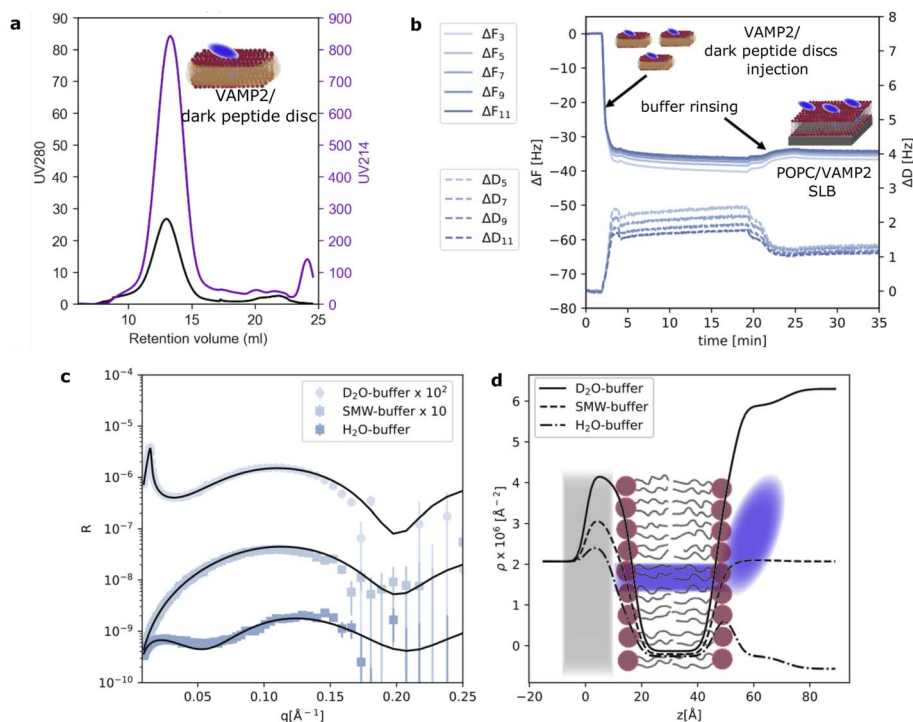 a
90
80
70
60
50
40
30
20
10
0
UV280
900
800
700
600
500
400
300
200
100
0
UV214
10
15
20
25
Retention volume (ml)
VAMP2/
dark peptide disc
b
ΔF3
ΔF5
ΔF7
ΔF9
ΔF11
ΔD5
ΔD7
ΔD9
ΔD11
0
−10
−20
−30
−40
−50
−60
−70
−80
ΔF [Hz]
VAMP2/
dark peptide discs
injection
buffer rinsing
POPC/VAMP2
SLB
8
7
6
5
4
3
2
1
0
ΔD [Hz]
0
5
10
15
20
25
30
35
time [min]
c
10−4
10−5
10−6
10−7
10−8
10−9
10−10
R
D2O-buffer x 10²
SMW-buffer x 10
H2O-buffer
0.05
0.10
0.15
0.20
0.25
q[Å−1]
d
D2O-buffer
SMW-buffer
H2O-buffer
6
5
4
3
2
1
0
ρ x 10⁶ [Å−2]
−20
0
20
40
60
80
100
z[Å]